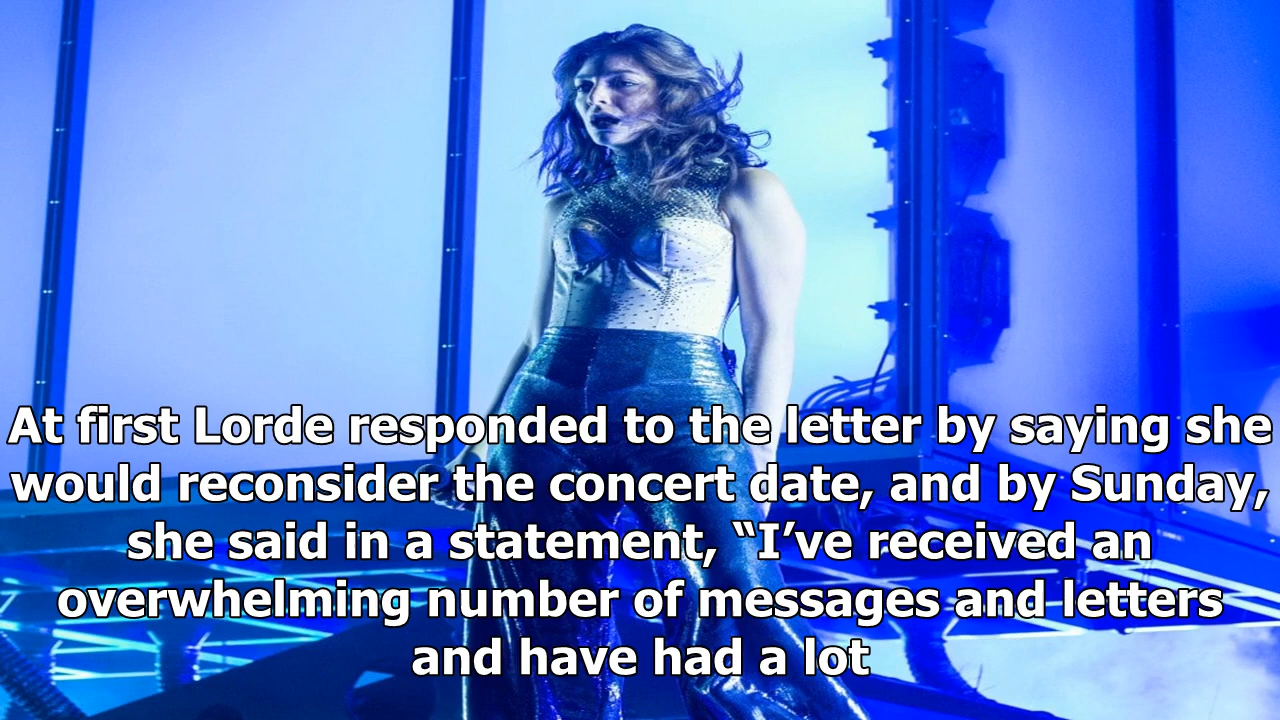 At first Lorde responded to the letter by saying she
would reconsider the concert date, and by Sunday,
she said in a statement, “I’ve received an
overwhelming number of messages and letters
and have had a lot